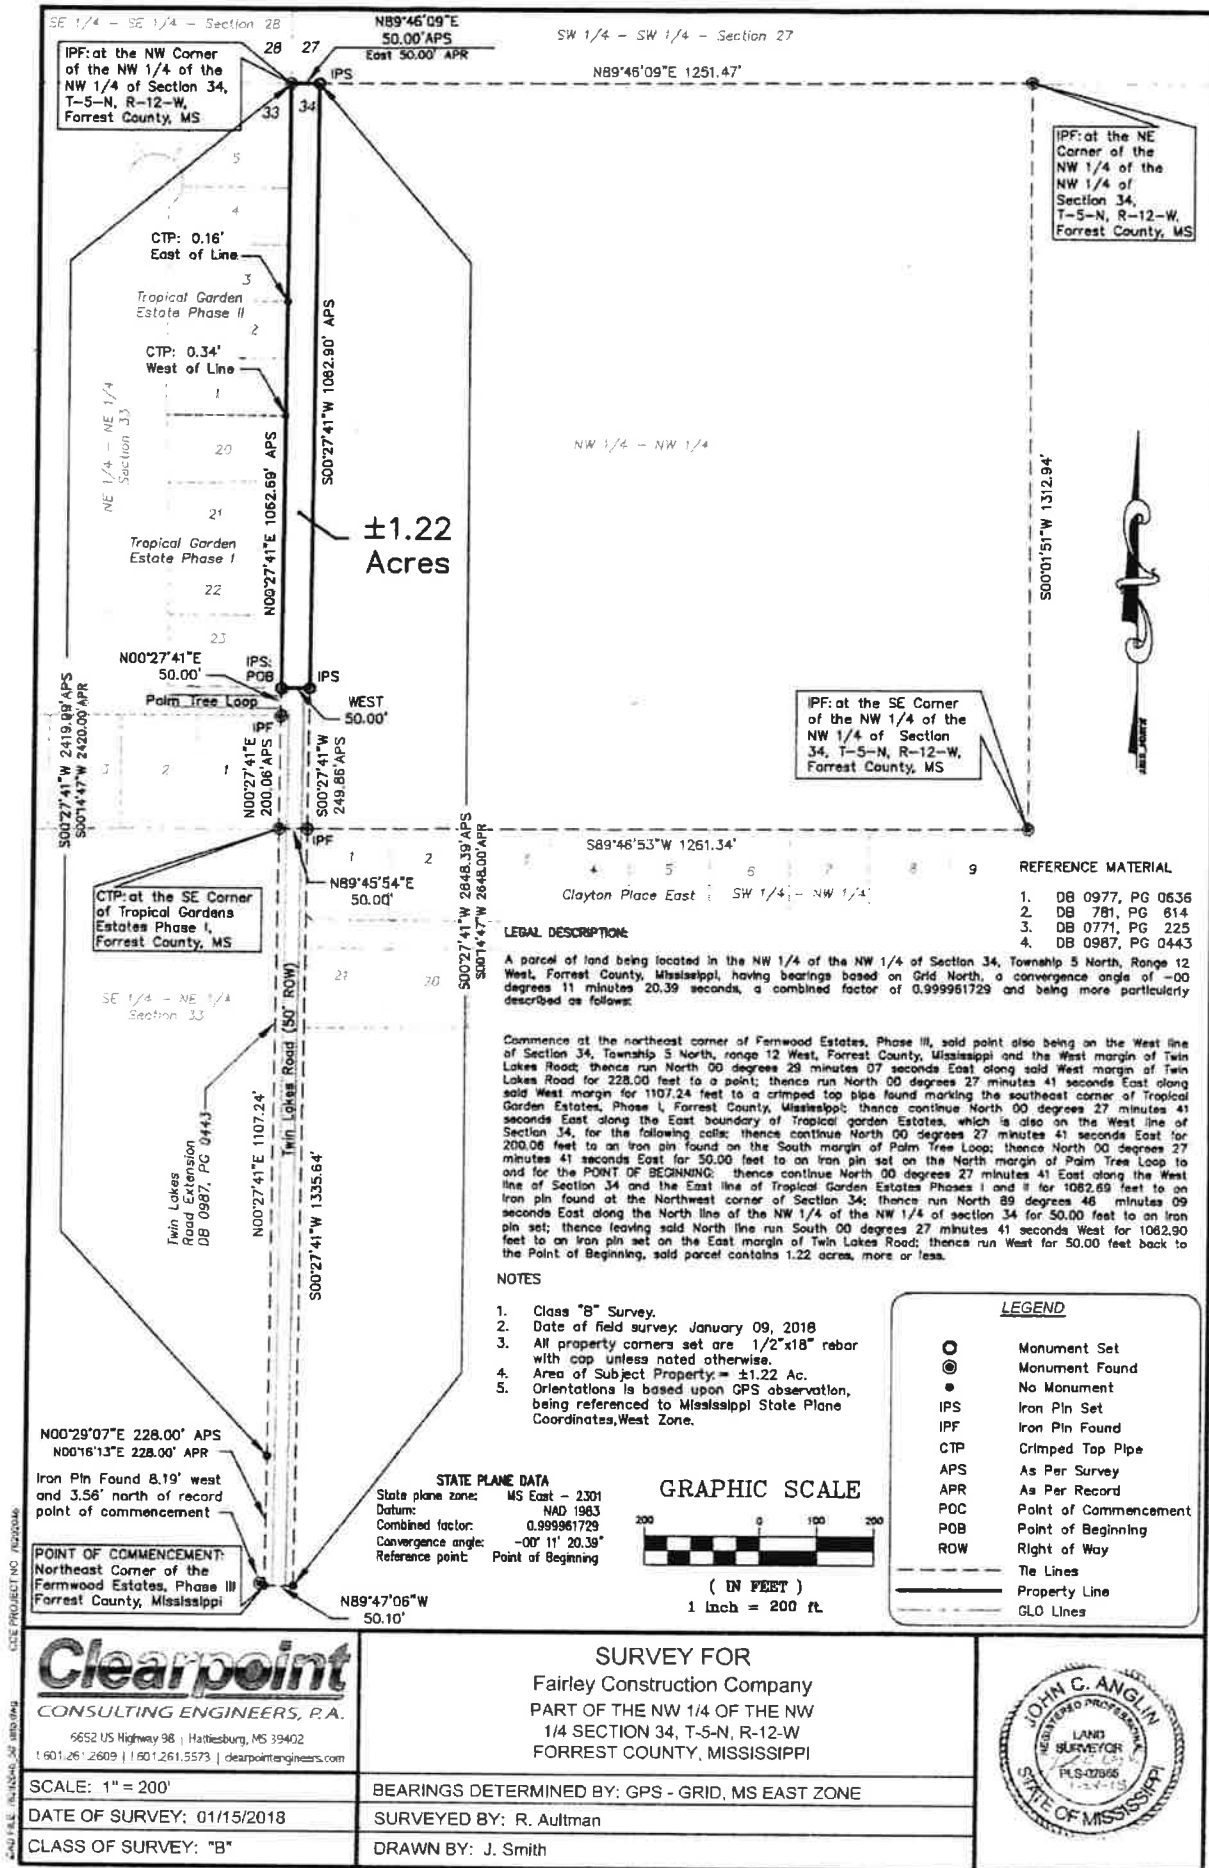 SE 1/4 - SE 1/4 - Section 28
28 27
N89°46'09"E
50.00'APS
East 50.00' APR
SW 1/4 - SW 1/4 - Section 27
IPF: at the NW Corner
of the NW 1/4 of the
NW 1/4 of Section 34,
T-5-N, R-12-W,
Forrest County, MS
IPS
N89°46'09"E 1251.47'
33 34
IPF: at the NE
Corner of the
NW 1/4 of the
NW 1/4 of
Section 34,
T-5-N, R-12-W,
Forrest County, MS
5
4
CTP: 0.16'
East of Line
3
Tropical Garden
Estate Phase II
2
CTP: 0.34'
West of Line
1
NE 1/4 - NE 1/4
Section 33
20
21
Tropical Garden
Estate Phase I
22
23
N00°27'41"E 1062.69' APS
S00°27'41"W 1062.90' APS
±1.22
Acres
NW 1/4 - NW 1/4
S00°01'51"W 1312.94'
N00°27'41"E
50.00'
IPS:
POB
IPS
Palm Tree Loop
WEST
50.00'
IPF
IPF: at the SE Corner
of the NW 1/4 of the
NW 1/4 of Section
34, T-5-N, R-12-W,
Forrest County, MS
3 2 1
N00°27'41"E
200.06'APS
S00°27'41"W
249.86'APS
S00°27'41"W 2419.99'APS
S00°14'47"W 2420.00'APR
IPF
S89°46'53"W 1261.34'
1 2 3 4 5 6 7 8 9
Clayton Place East SW 1/4 - NW 1/4
N89°45'54"E
50.00'
CTP: at the SE Corner
of Tropical Gardens
Estates Phase I,
Forrest County, MS
S00°27'41"W 2648.39'APS
S00°14'47"W 2648.00'APR
REFERENCE MATERIAL
1. DB 0977, PG 0636
2. DB 781, PG 614
3. DB 0771, PG 225
4. DB 0987, PG 0443
21 30
SE 1/4 - NE 1/4
Section 33
LEGAL DESCRIPTION:
A parcel of land being located in the NW 1/4 of the NW 1/4 of Section 34, Township 5 North, Range 12
West, Forrest County, Mississippi, having bearings based on Grid North, a convergence angle of -00
degrees 11 minutes 20.39 seconds, a combined factor of 0.999961729 and being more particularly
described as follows:
Commence at the northeast corner of Fernwood Estates, Phase III, said point also being on the West line
of Section 34, Township 5 North, range 12 West, Forrest County, Mississippi and the West margin of Twin
Lakes Road; thence run North 00 degrees 29 minutes 07 seconds East along said West margin of Twin
Lakes Road for 228.00 feet to a point; thence run North 00 degrees 27 minutes 41 seconds East along
said West margin for 1107.24 feet to a crimped top pipe found marking the southeast corner of Tropical
Garden Estates, Phase I, Forrest County, Mississippi; thence continue North 00 degrees 27 minutes 41
seconds East along the East boundary of Tropical garden Estates, which is also on the West line of
Section 34, for the following calls; thence continue North 00 degrees 27 minutes 41 seconds East for
200.06 feet to an iron pin found on the South margin of Palm Tree Loop; thence North 00 degrees 27
minutes 41 seconds East for 50.00 feet to an iron pin set on the North margin of Palm Tree Loop to
and for the POINT OF BEGINNING; thence continue North 00 degrees 27 minutes 41 East along the West
line of Section 34 and the East line of Tropical Garden Estates Phases I and II for 1062.69 feet to an
iron pin found at the Northwest corner of Section 34; thence run North 89 degrees 46 minutes 09
seconds East along the North line of the NW 1/4 of the NW 1/4 of section 34 for 50.00 feet to an iron
pin set; thence leaving said North line run South 00 degrees 27 minutes 41 seconds West for 1062.90
feet to an iron pin set on the East margin of Twin Lakes Road; thence run West for 50.00 feet back to
the Point of Beginning, said parcel contains 1.22 acres, more or less.
Twin Lakes
Road Extension
DB 0987, PG 0443
N00°27'41"E 1107.24'
Twin Lakes Road (50' ROW)
S00°27'41"W 1335.64'
NOTES
1. Class "B" Survey.
2. Date of field survey: January 09, 2018
3. All property corners set are 1/2"x18" rebar
with cap unless noted otherwise.
4. Area of Subject Property: = ±1.22 Ac.
5. Orientations is based upon GPS observation,
being referenced to Mississippi State Plane
Coordinates,West Zone.
LEGEND
Monument Set
Monument Found
No Monument
IPS Iron Pin Set
IPF Iron Pin Found
CTP Crimped Top Pipe
APS As Per Survey
APR As Per Record
POC Point of Commencement
POB Point of Beginning
ROW Right of Way
Tie Lines
Property Line
GLO Lines
N00°29'07"E 228.00' APS
N00°16'13"E 228.00' APR
Iron Pin Found 8.19' west
and 3.56' north of record
point of commencement
STATE PLANE DATA
State plane zone: MS East - 2301
Datum: NAD 1983
Combined factor: 0.999961729
Convergence angle: -00° 11' 20.39"
Reference point: Point of Beginning
GRAPHIC SCALE
200 0 100 200
( IN FEET )
1 inch = 200 ft.
POINT OF COMMENCEMENT:
Northeast Corner of the
Fernwood Estates, Phase III
Forrest County, Mississippi
N89°47'06"W
50.10'
Clearpoint
CONSULTING ENGINEERS, P.A.
6652 US Highway 98 | Hattiesburg, MS 39402
t 601.261.2609 | f 601.261.5573 | clearpointengineers.com
SURVEY FOR
Fairley Construction Company
PART OF THE NW 1/4 OF THE NW
1/4 SECTION 34, T-5-N, R-12-W
FORREST COUNTY, MISSISSIPPI
JOHN C. ANGLIN
REGISTERED PROFESSIONAL
LAND
SURVEYOR
STATE OF MISSISSIPPI
SCALE: 1" = 200'
BEARINGS DETERMINED BY: GPS - GRID, MS EAST ZONE
DATE OF SURVEY: 01/15/2018
SURVEYED BY: R. Aultman
CLASS OF SURVEY: "B"
DRAWN BY: J. Smith